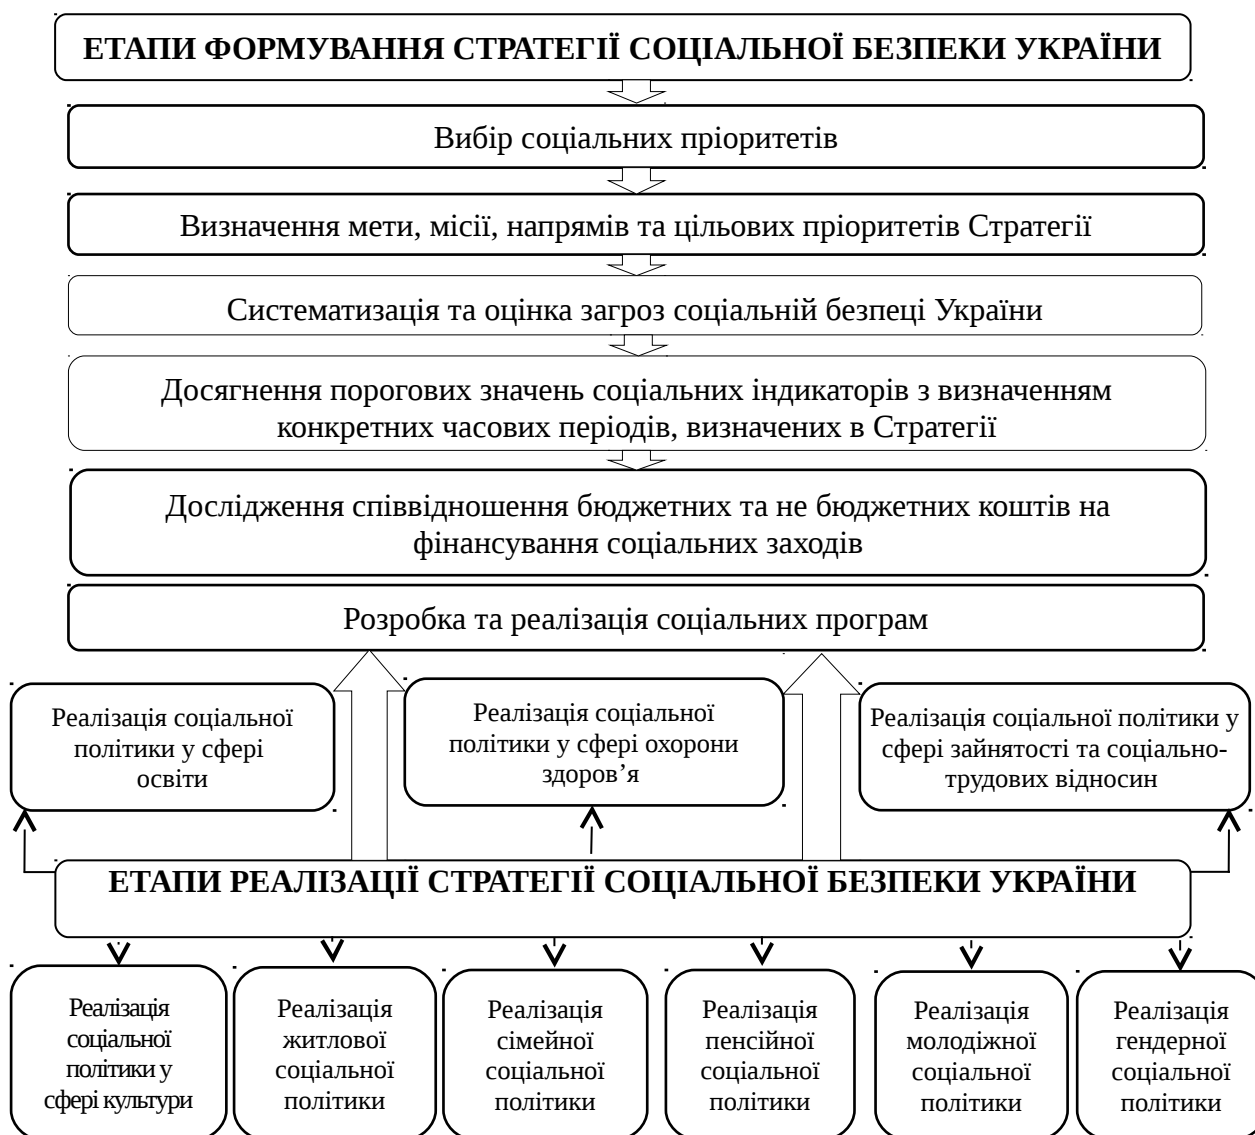 ЕТАПИ ФОРМУВАННЯ СТРАТЕГІЇ СОЦІАЛЬНОЇ БЕЗПЕКИ УКРАЇНИ
Вибір соціальних пріоритетів
Визначення мети, місії, напрямів та цільових пріоритетів Стратегії
Систематизація та оцінка загроз соціальній безпеці України
Досягнення порогових значень соціальних індикаторів з визначенням
конкретних часових періодів, визначених в Стратегії
Дослідження співвідношення бюджетних та не бюджетних коштів на
фінансування соціальних заходів
Розробка та реалізація соціальних програм
Реалізація соціальної
політики у сфері
освіти
Реалізація соціальної
політики у сфері охорони
здоров’я
Реалізація соціальної політики у
сфері зайнятості та соціально-
трудових відносин
ЕТАПИ РЕАЛІЗАЦІЇ СТРАТЕГІЇ СОЦІАЛЬНОЇ БЕЗПЕКИ УКРАЇНИ
Реалізація
соціальної
політики у
сфері культури
Реалізація
житлової
соціальної
політики
Реалізація
сімейної
соціальної
політики
Реалізація
пенсійної
соціальної
політики
Реалізація
молодіжної
соціальної
політики
Реалізація
гендерної
соціальної
політики